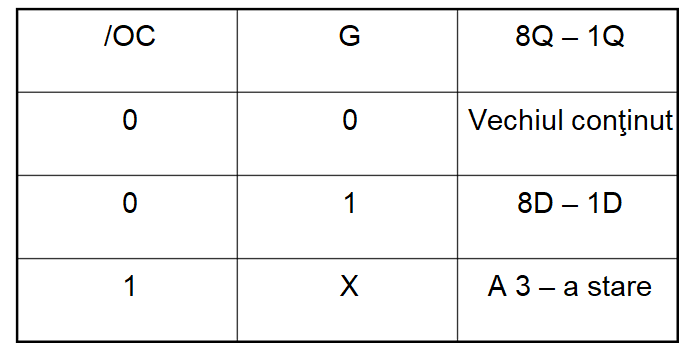 /OC G 8Q – 1Q
0 0 Vechiul conţinut
0 1 8D – 1D
1 X A 3 – a stare